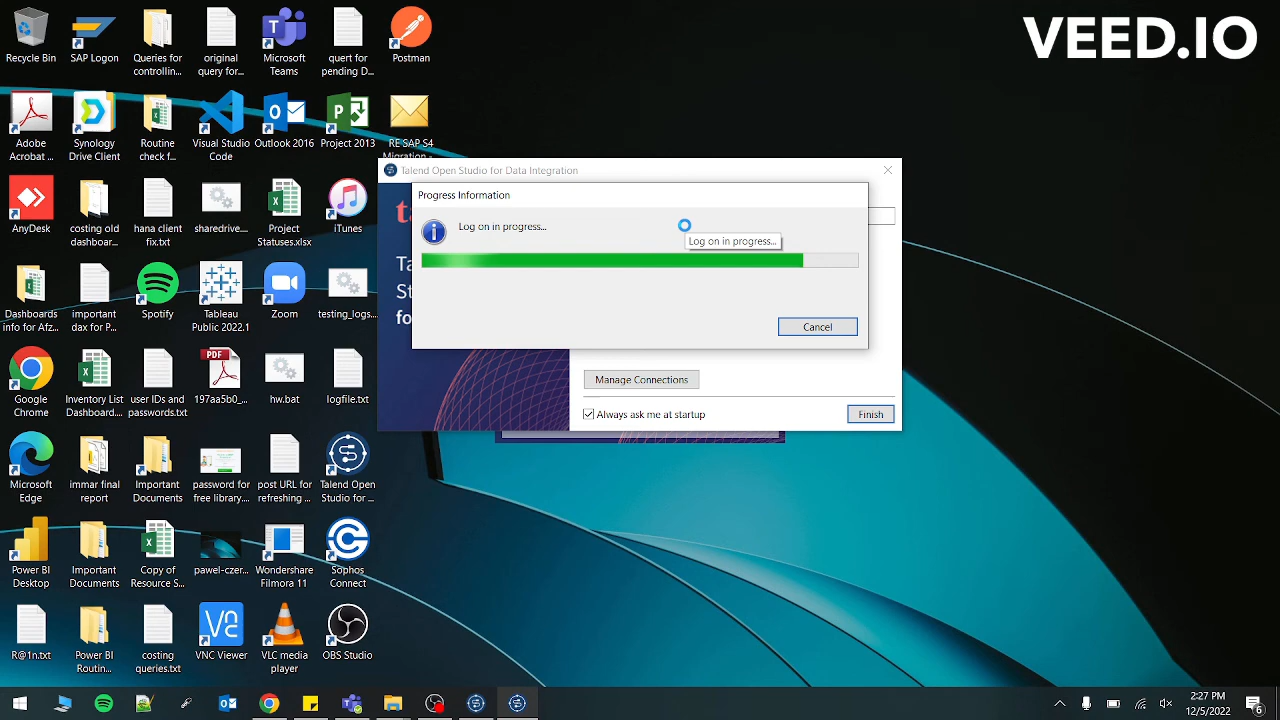 VEED.IO
Recycle Bin
SAP Logon
Queries for
controllin...
original
query for...
Microsoft
Teams
quert for
pending D...
Postman
Adobe
Acrobat ...
Synology
Drive Client
Routine
check f...
Visual Studio
Code
Outlook 2016
Project 2013
RE SAP S4
Migration -
AnyDesk
costing old
dashboar...
hana client
fix.txt
sharedrive...
Project
Statuses.xlsx
iTunes
Dashboards
info for Afz...
important
dax for P...
Spotify
Tableau
Public 2022.1
Zoom
testing_logs...
Google
Chrome
Inventory List
Dashboard...
user IDs and
passwords.txt
PDF
197a5b0_...
hw.bat
logfile.txt
Microsoft
Edge
immar final
report
Important
Documents
password for
free library...
post URL for
refreshing ...
Talend Open
Studio for ...
Power BI
Desktop
Important
Documents
Copy of
Resource S...
pawel-czer...
Wondershare
Filmora 11
Sophos
Connect
R@1n.txt
Power BI
Routin...
costing
queries.txt
VNC Viewer
VLC media
player
OBS Studio
Talend Open Studio for Data Integration
Progress Information
Log on in progress...
Log on in progress...
Cancel
Manage Connections
Always ask me at startup
Finish
2:27 PM
12/5/2022
6